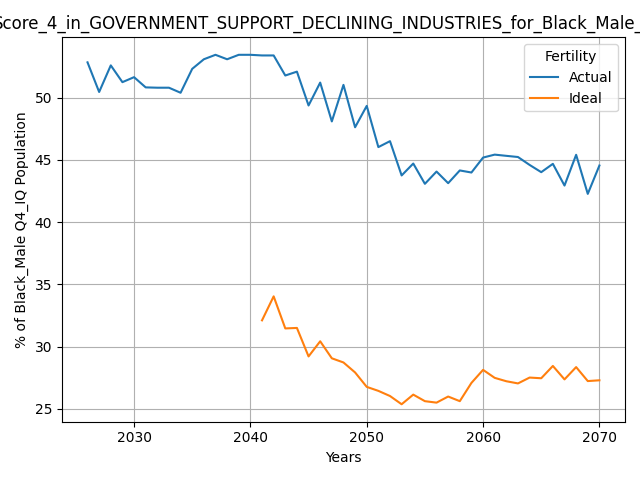 Score_4_in_GOVERNMENT_SUPPORT_DECLINING_INDUSTRIES_for_Black_Male_
Fertility
Actual
Ideal
% of Black_Male Q4_IQ Population
50
45
40
35
30
25
2030
2040
2050
2060
2070
Years